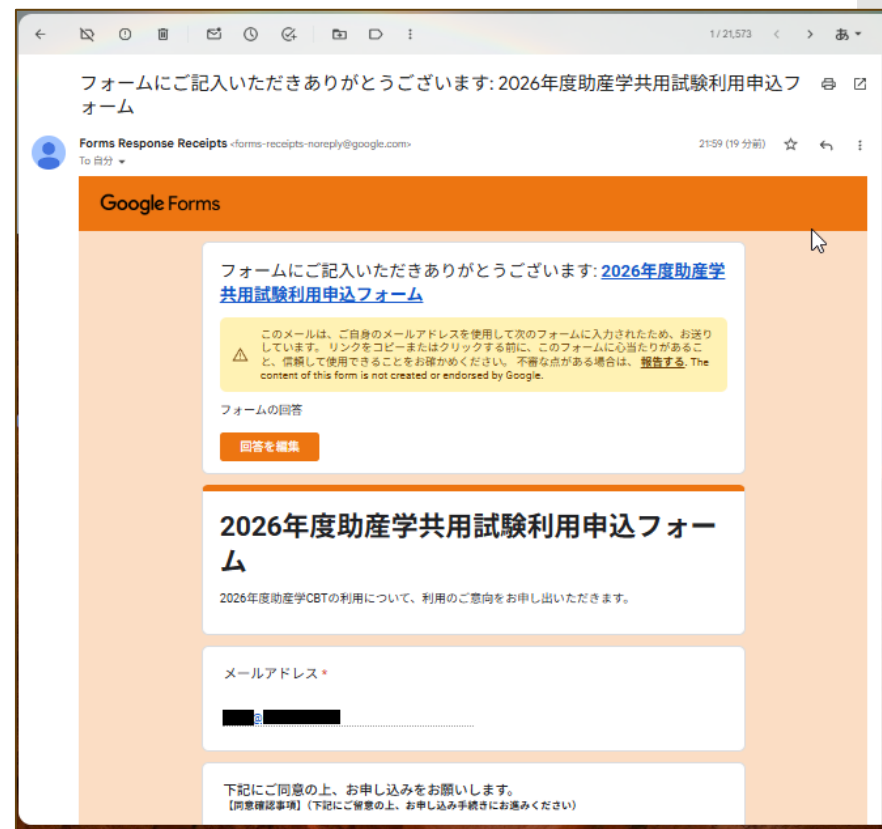 1 / 21,573
あ
フォームにご記入いただきありがとうございます: 2026年度助産学共用試験利用申込フ
ォーム
Forms Response Receipts <forms-receipts-noreply@google.com>
21:59 (19 分前)
To 自分
Google Forms
フォームにご記入いただきありがとうございます: 2026年度助産学
共用試験利用申込フォーム
このメールは、ご自身のメールアドレスを使用して次のフォームに入力されたため、お送り
しています。 リンクをコピーまたはクリックする前に、このフォームに心当たりがあるこ
と、信頼して使用できることをお確かめください。 不審な点がある場合は、 報告する. The
content of this form is not created or endorsed by Google.
フォームの回答
回答を編集
2026年度助産学共用試験利用申込フォー
ム
2026年度助産学CBTの利用について、利用のご意向をお申し出いただきます。
メールアドレス *
@
下記にご同意の上、お申し込みをお願いします。
【同意確認事項】（下記にご留意の上、お申し込み手続きにお進みください）